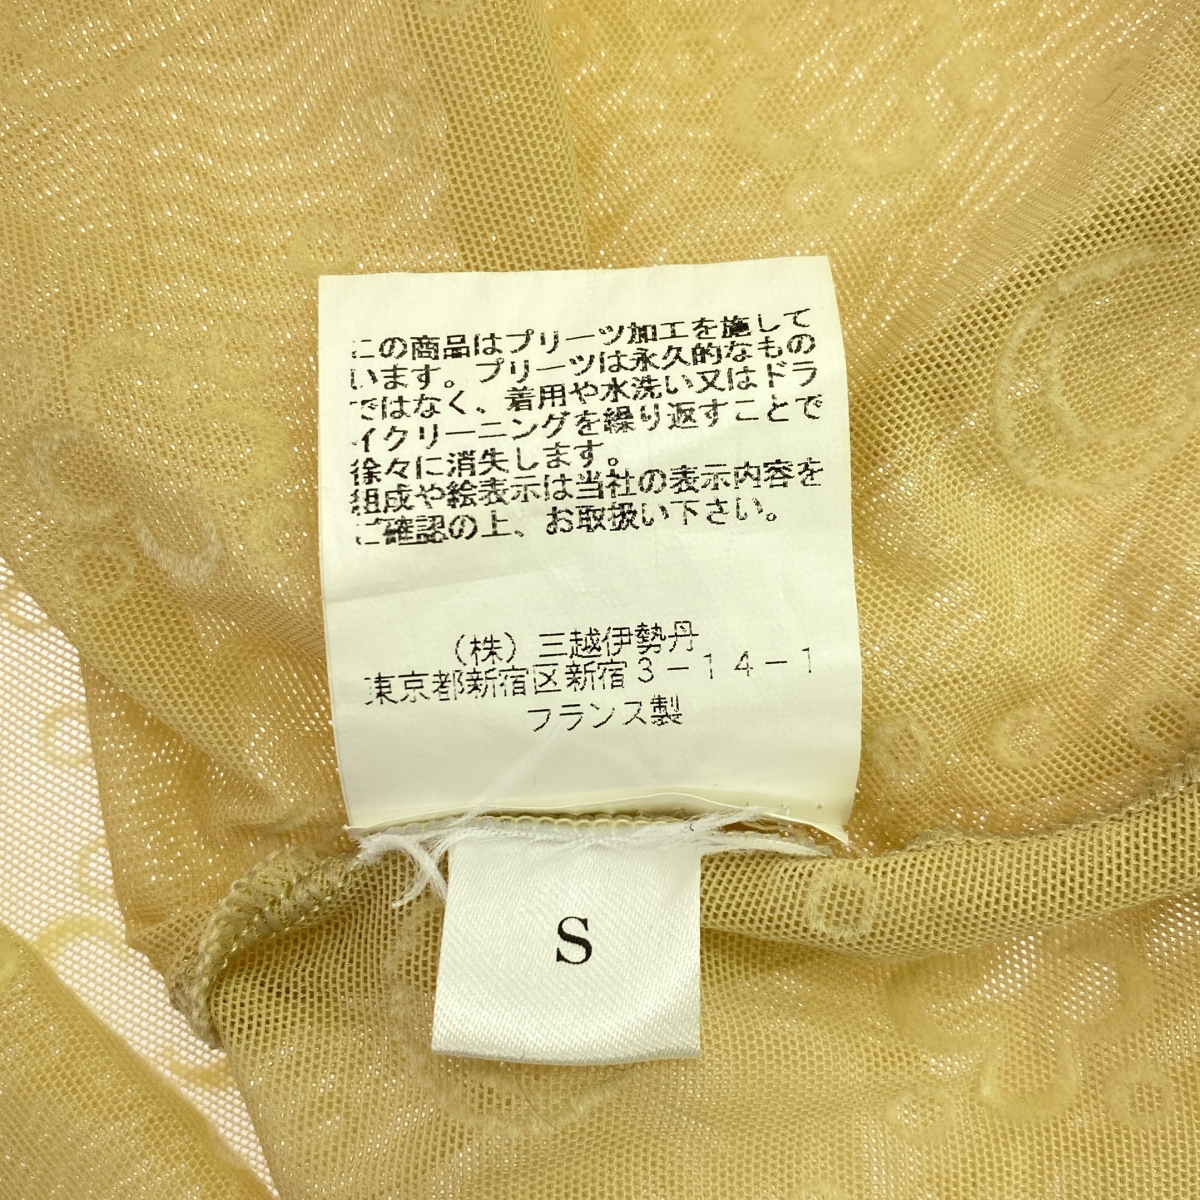 この商品はプリーツ加工を施して
います。プリーツは永久的なもの
ではなく、着用や水洗い又はドラ
イクリーニングを繰り返すことで
徐々に消失します。
組成や絵表示は当社の表示内容を
ご確認の上、お取扱い下さい。
（株）三越伊勢丹
東京都新宿区新宿３－１４－１
フランス製
S